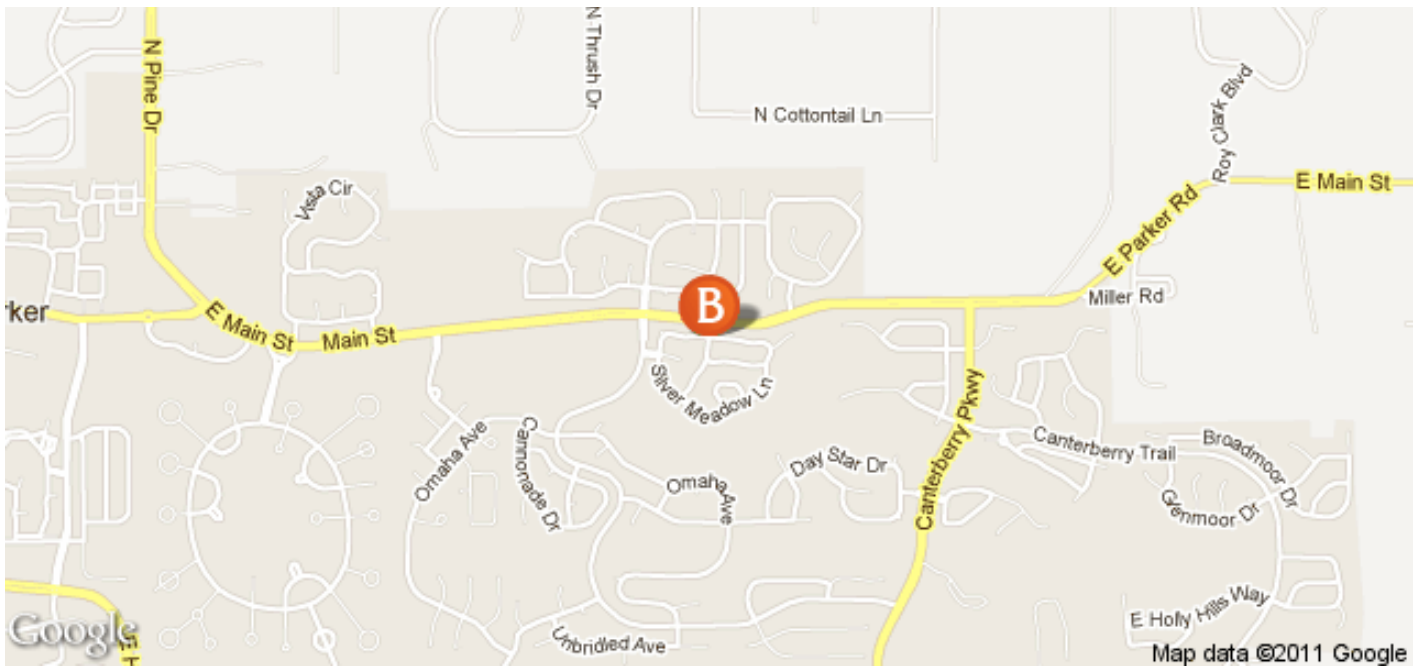 N Pine Dr
N Thrush Dr
N Cottontail Ln
Roy Clark Blvd
E Main St
Vista Cir
E Parker Rd
Miller Rd
rker
B
E Main St
Main St
Silver Meadow Ln
Canterberry Pkwy
Omaha Ave
Cannonade Dr
Omaha Ave
Day Star Dr
Canterberry Trail
Broadmoor Dr
Glenmoor Dr
E Holly Hills Way
Unbridled Ave
E H
Google
Map data ©2011 Google